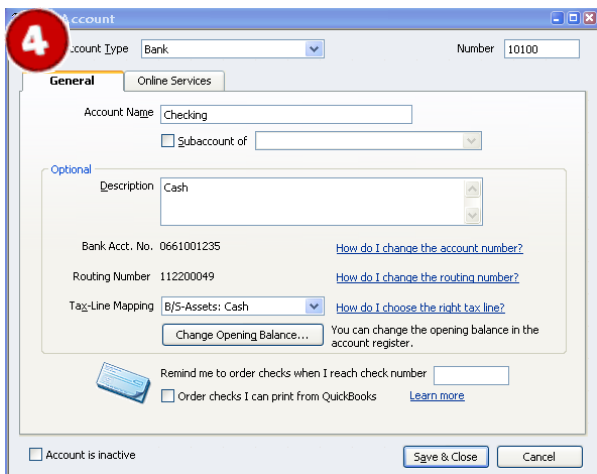 4
Account
Account Type Bank Number 10100
General Online Services
Account Name Checking
Subaccount of
Optional
Description Cash
Bank Acct. No. 0661001235 How do I change the account number?
Routing Number 112200049 How do I change the routing number?
Tax-Line Mapping B/S-Assets: Cash How do I choose the right tax line?
Change Opening Balance... You can change the opening balance in the
account register.
Remind me to order checks when I reach check number
Order checks I can print from QuickBooks Learn more
Account is inactive Save & Close Cancel